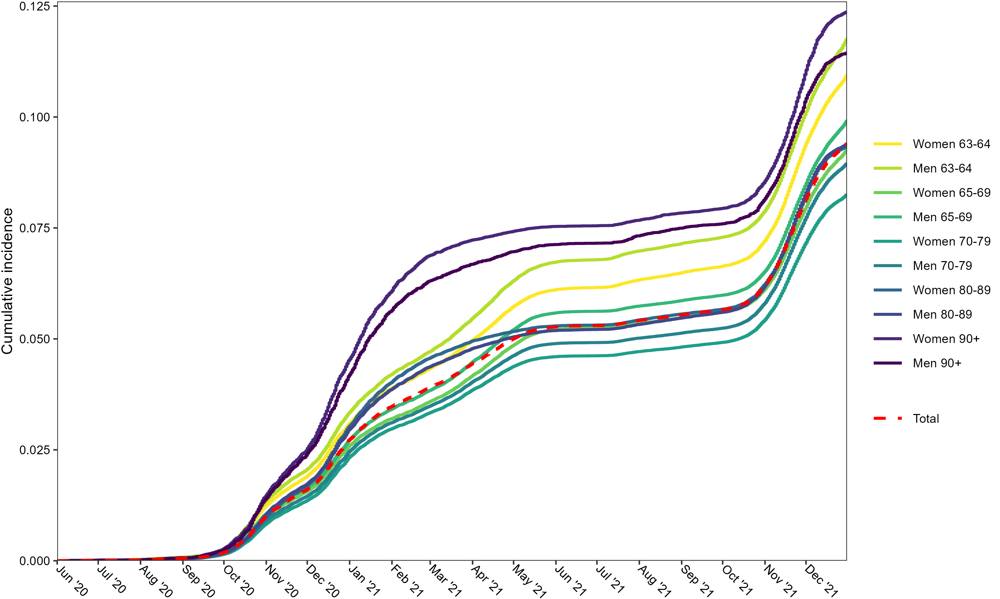 Cumulative incidence
0.125
0.100
0.075
0.050
0.025
0.000
Jun '20
Jul '20
Aug '20
Sep '20
Oct '20
Nov '20
Dec '20
Jan '21
Feb '21
Mar '21
Apr '21
May '21
Jun '21
Jul '21
Aug '21
Sep '21
Oct '21
Nov '21
Dec '21
Women 63-64
Men 63-64
Women 65-69
Men 65-69
Women 70-79
Men 70-79
Women 80-89
Men 80-89
Women 90+
Men 90+
Total